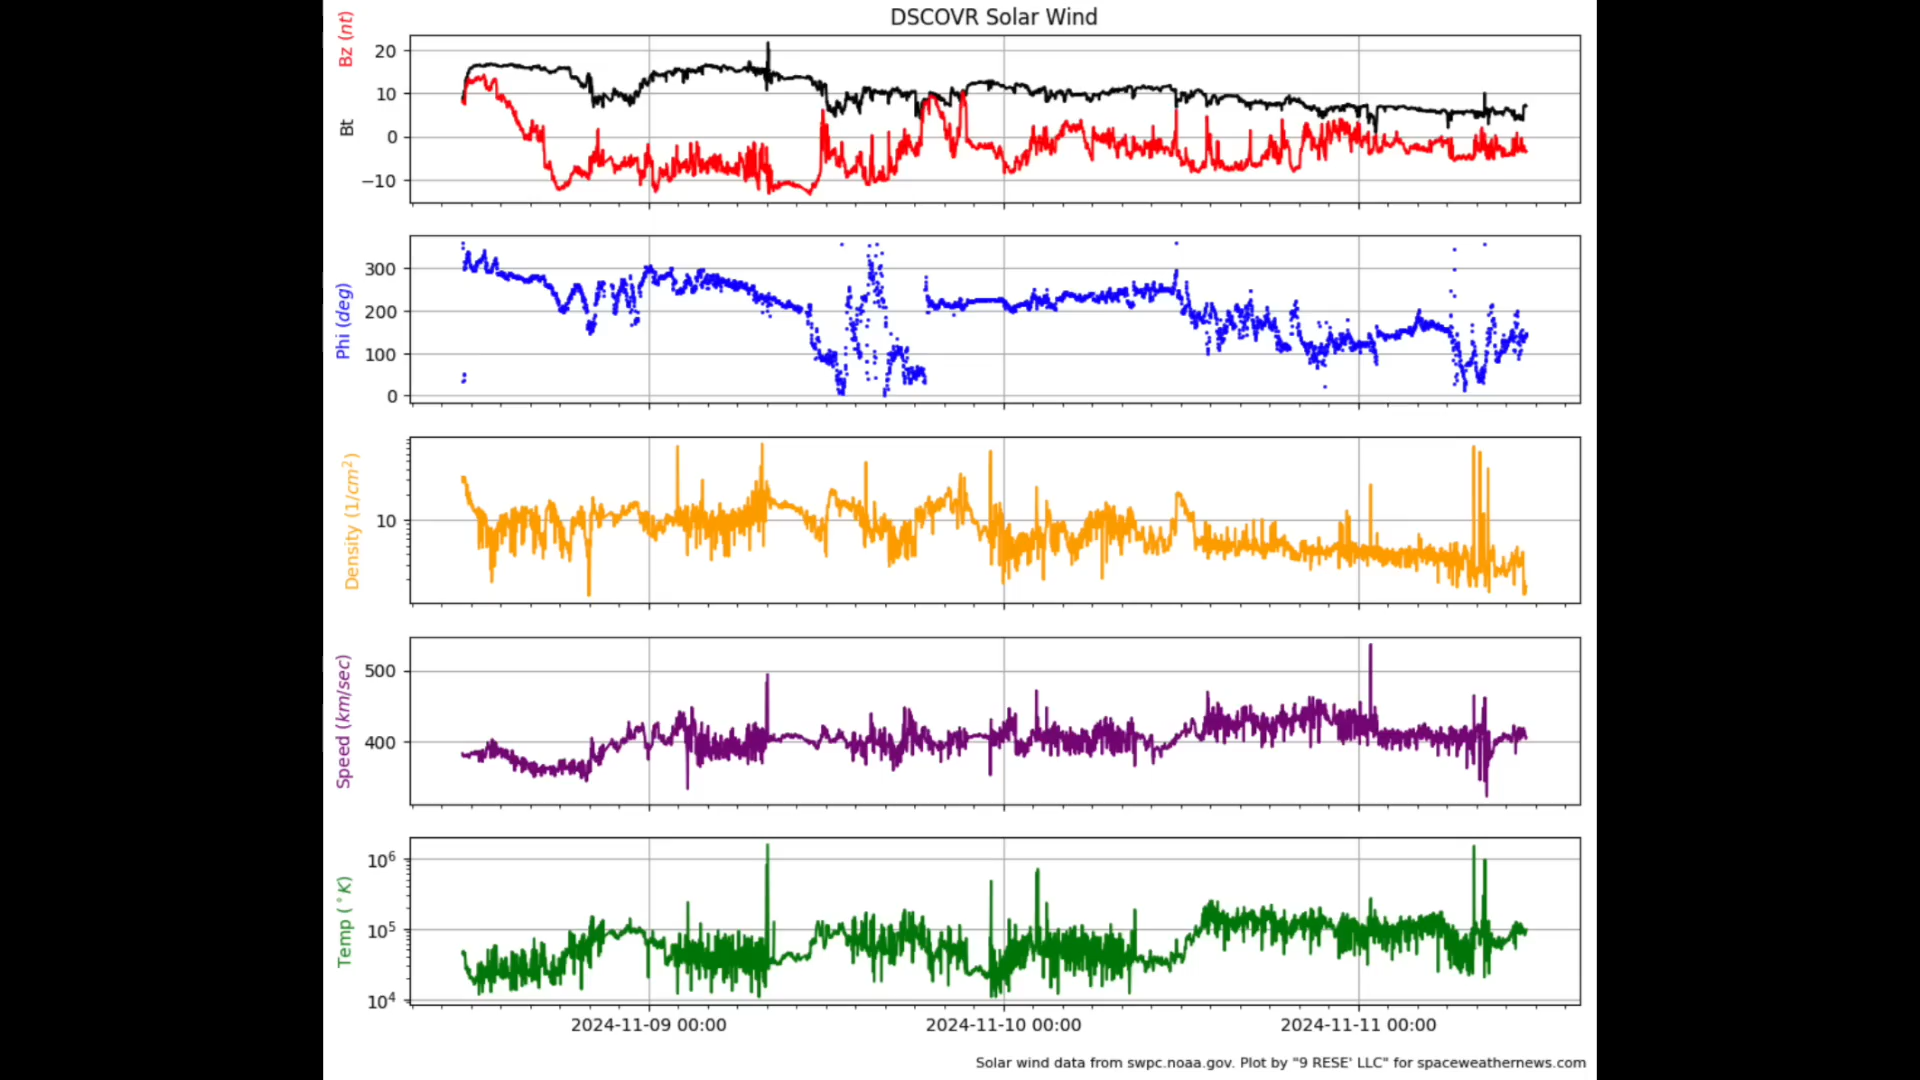 DSCOVR Solar Wind
Bz (nt)
Bt
20
10
0
−10
Phi (deg)
300
200
100
0
Density (1/cm²)
10
Speed (km/sec)
500
400
Temp (°K)
10⁶
10⁵
10⁴
2024-11-09 00:00 2024-11-10 00:00 2024-11-11 00:00
Solar wind data from swpc.noaa.gov. Plot by "9 RESE' LLC" for spaceweathernews.com